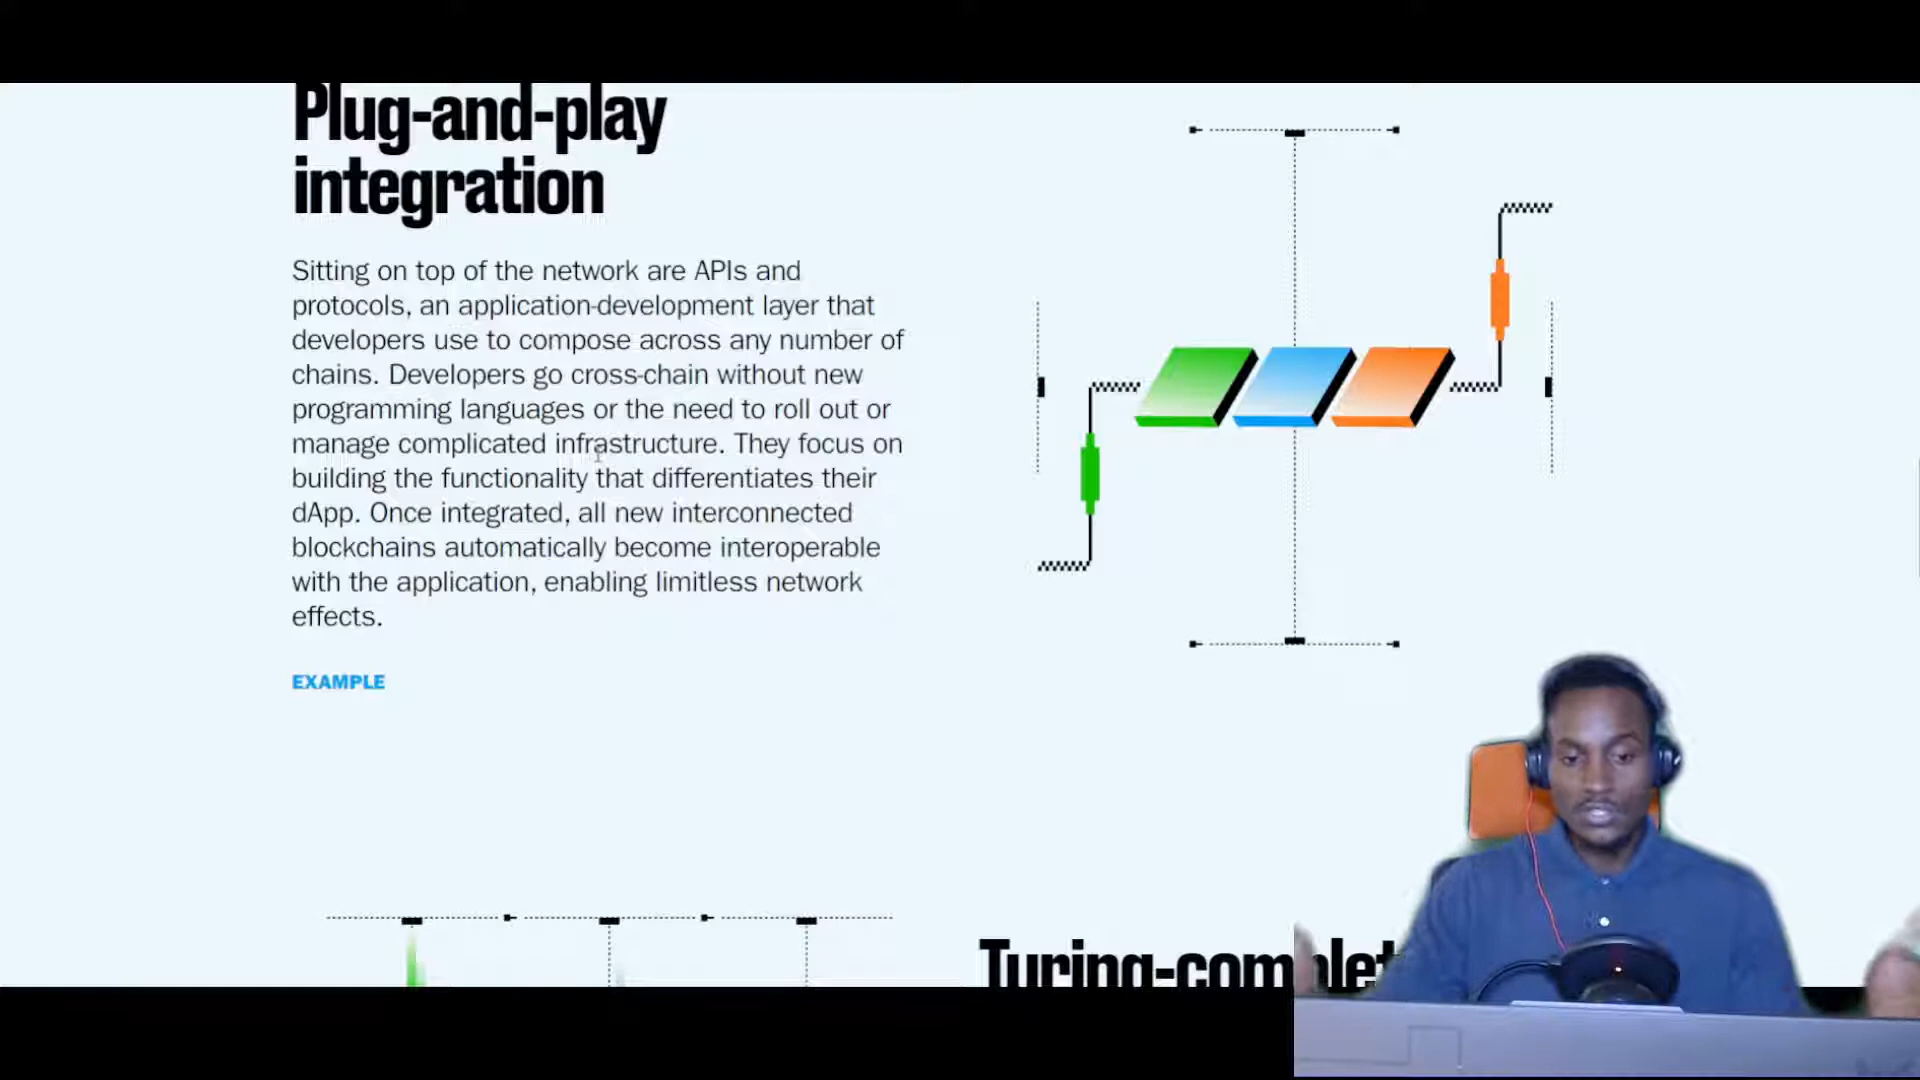 Plug-and-play
integration
Sitting on top of the network are APIs and
protocols, an application-development layer that
developers use to compose across any number of
chains. Developers go cross-chain without new
programming languages or the need to roll out or
manage complicated infrastructure. They focus on
building the functionality that differentiates their
dApp. Once integrated, all new interconnected
blockchains automatically become interoperable
with the application, enabling limitless network
effects.
EXAMPLE
Turing-complet